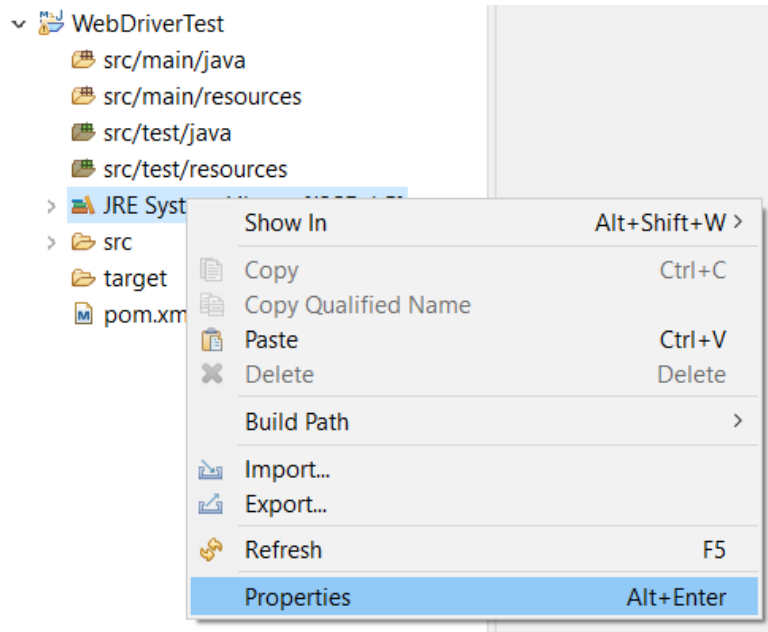 WebDriverTest
src/main/java
src/main/resources
src/test/java
src/test/resources
JRE Syst
src
target
pom.xm
Show In Alt+Shift+W
Copy Ctrl+C
Copy Qualified Name
Paste Ctrl+V
Delete Delete
Build Path
Import...
Export...
Refresh F5
Properties Alt+Enter